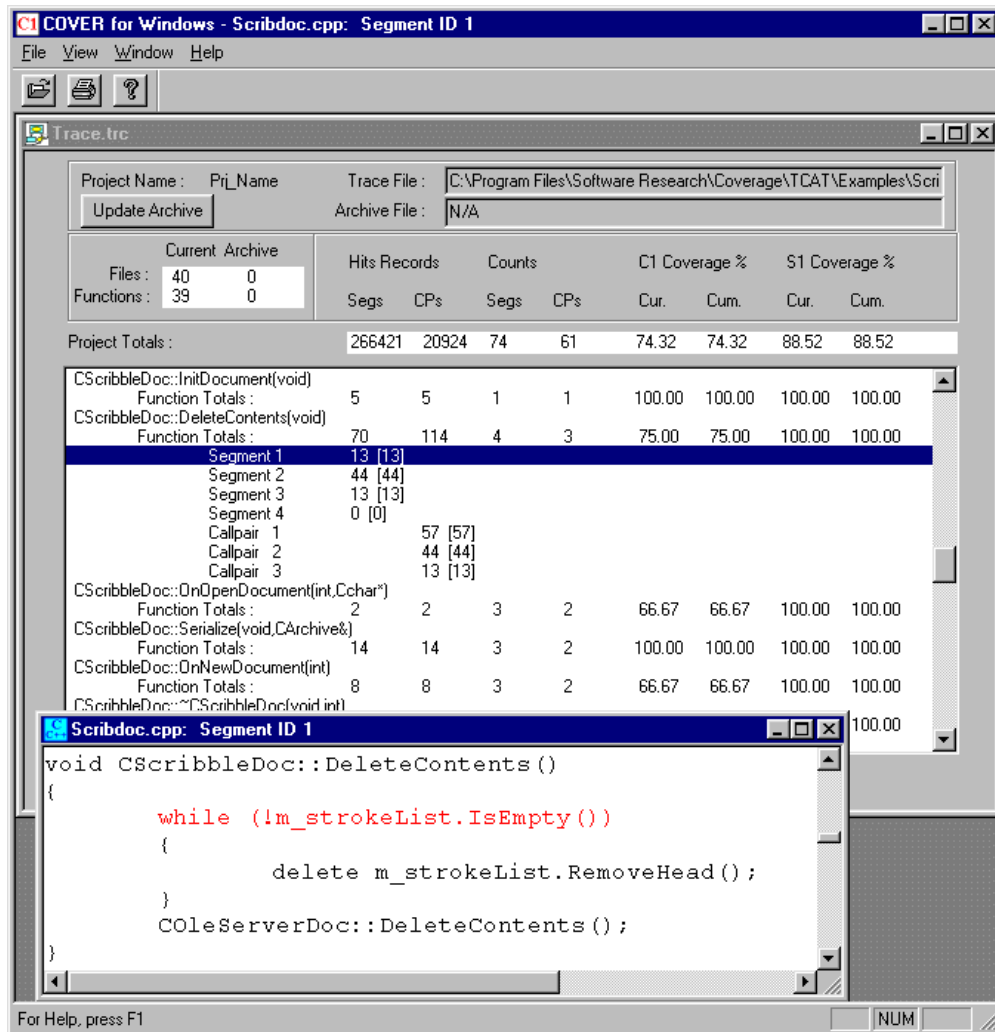 C1 COVER for Windows - Scribdoc.cpp: Segment ID 1
File View Window Help
Trace.trc
Project Name : Prj_Name Trace File : C:\Program Files\Software Research\Coverage\TCAT\Examples\Scri
Update Archive Archive File : N/A
Current Archive Hits Records Counts C1 Coverage % S1 Coverage %
Files : 40 0
Functions : 39 0 Segs CPs Segs CPs Cur. Cum. Cur. Cum.
Project Totals : 266421 20924 74 61 74.32 74.32 88.52 88.52
CScribbleDoc::InitDocument(void)
Function Totals : 5 5 1 1 100.00 100.00 100.00 100.00
CScribbleDoc::DeleteContents(void)
Function Totals : 70 114 4 3 75.00 75.00 100.00 100.00
Segment 1 13 [13]
Segment 2 44 [44]
Segment 3 13 [13]
Segment 4 0 [0]
Callpair 1 57 [57]
Callpair 2 44 [44]
Callpair 3 13 [13]
CScribbleDoc::OnOpenDocument(int,Cchar*)
Function Totals : 2 2 3 2 66.67 66.67 100.00 100.00
CScribbleDoc::Serialize(void,CArchive&)
Function Totals : 14 14 3 2 100.00 100.00 100.00 100.00
CScribbleDoc::OnNewDocument(int)
Function Totals : 8 8 3 2 66.67 66.67 100.00 100.00
CScribbleDoc::~CScribbleDoc(void,int)
100.00
Scribdoc.cpp: Segment ID 1
void CScribbleDoc::DeleteContents()
{
while (!m_strokeList.IsEmpty())
{
delete m_strokeList.RemoveHead();
}
COleServerDoc::DeleteContents();
}
For Help, press F1 NUM